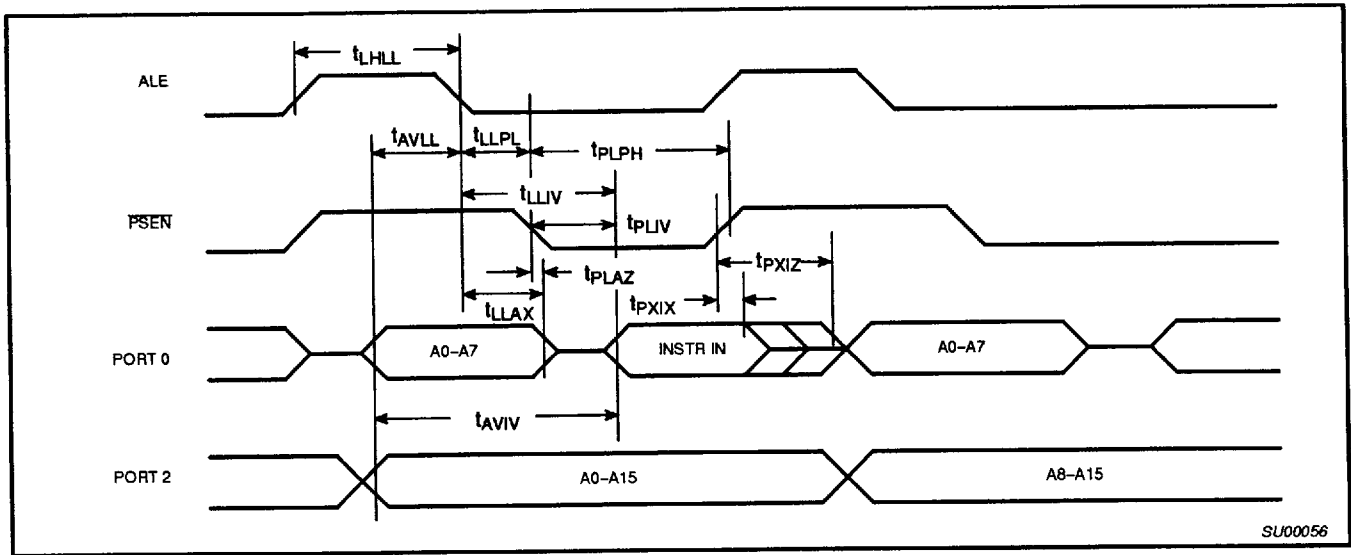 ALE
tLHLL
tAVLL
tLLPL
tPLPH
tLLIV
PSEN
tPLIV
tPLAZ
tPXIZ
tLLAX
tPXIX
PORT 0
A0–A7
INSTR IN
A0–A7
tAVIV
PORT 2
A0–A15
A8–A15
SU00056